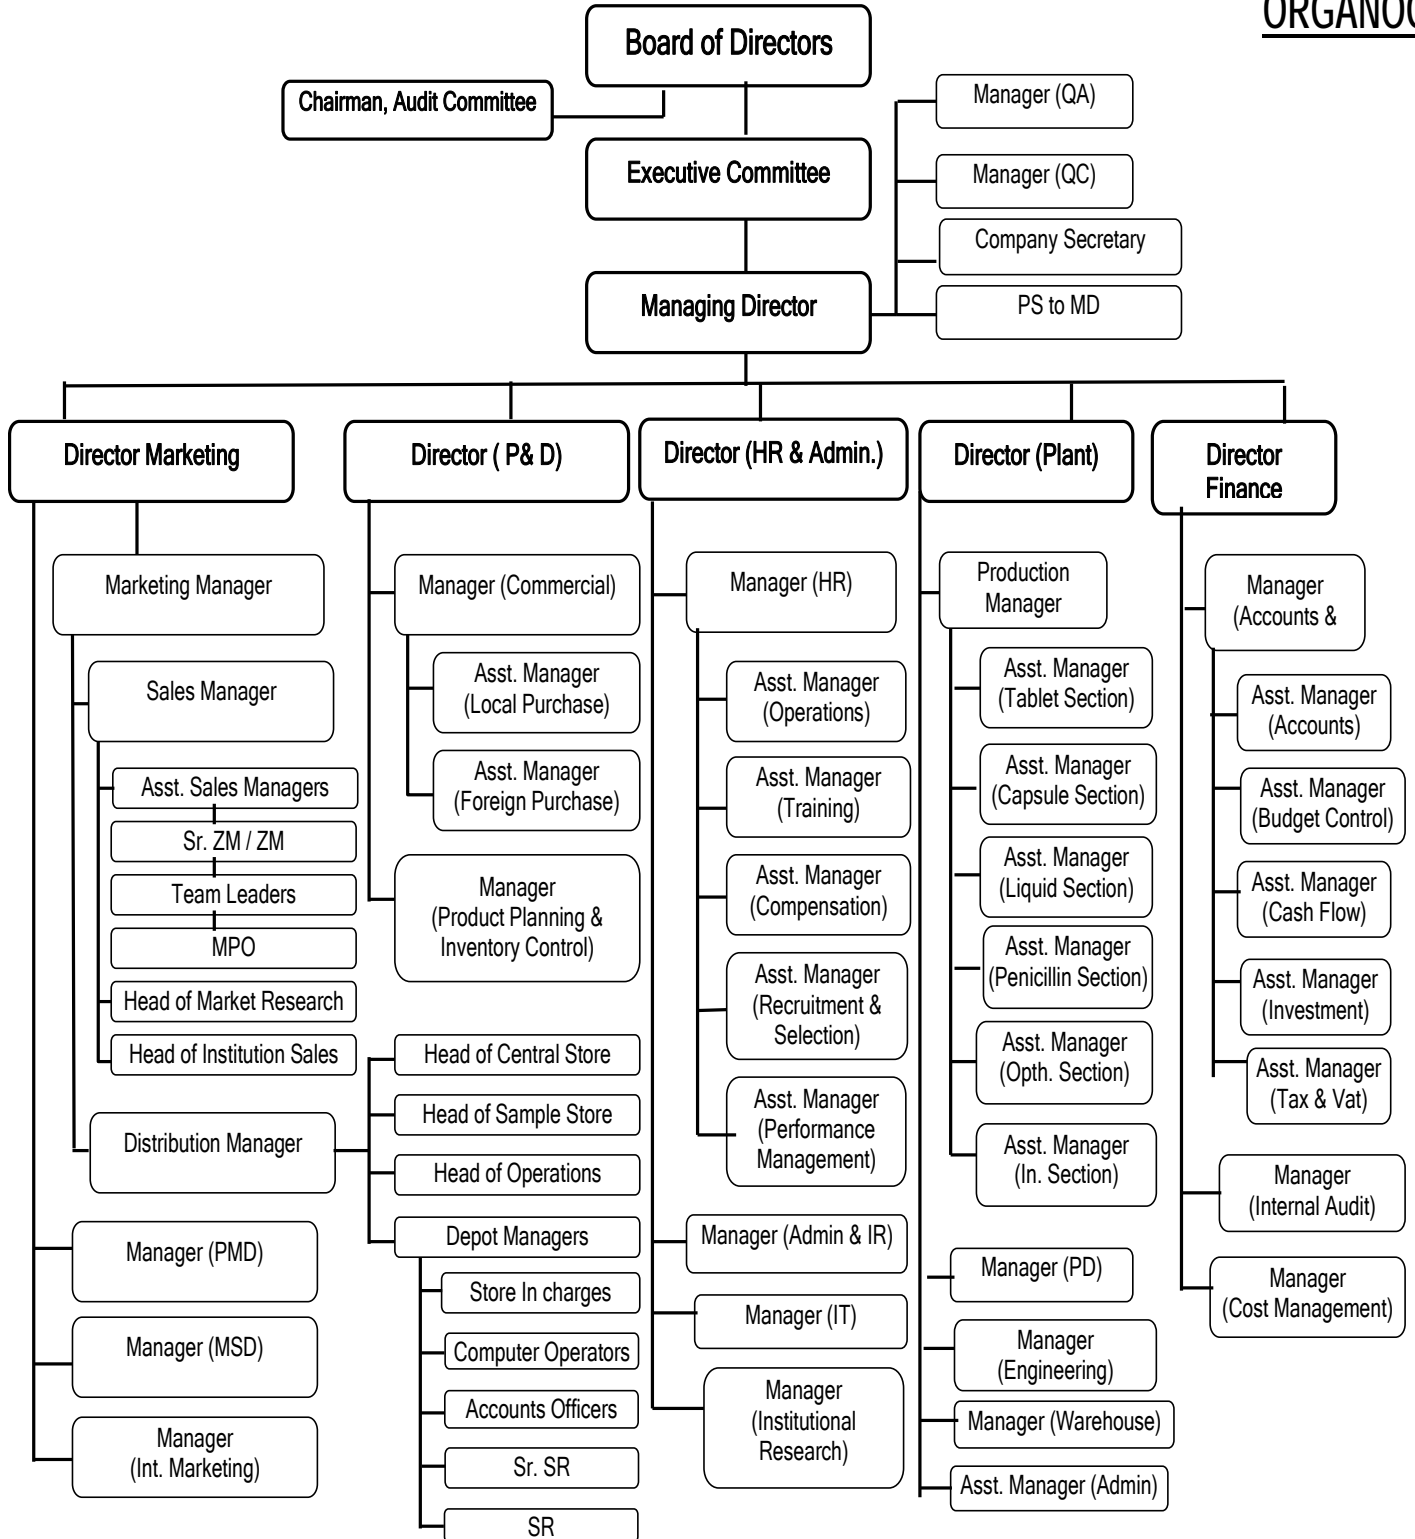 ORGANOG
Board of Directors
Chairman, Audit Committee
Manager (QA)
Executive Committee
Manager (QC)
Company Secretary
Managing Director
PS to MD
Director Marketing
Director ( P& D)
Director (HR & Admin.)
Director (Plant)
Director
Finance
Marketing Manager
Sales Manager
Asst. Sales Managers
Sr. ZM / ZM
Team Leaders
MPO
Head of Market Research
Head of Institution Sales
Distribution Manager
Manager (PMD)
Manager (MSD)
Manager
(Int. Marketing)
Manager (Commercial)
Asst. Manager
(Local Purchase)
Asst. Manager
(Foreign Purchase)
Manager
(Product Planning &
Inventory Control)
Head of Central Store
Head of Sample Store
Head of Operations
Depot Managers
Store In charges
Computer Operators
Accounts Officers
Sr. SR
SR
Manager (HR)
Asst. Manager
(Operations)
Asst. Manager
(Training)
Asst. Manager
(Compensation)
Asst. Manager
(Recruitment &
Selection)
Asst. Manager
(Performance
Management)
Manager (Admin & IR)
Manager (IT)
Manager
(Institutional
Research)
Production
Manager
Asst. Manager
(Tablet Section)
Asst. Manager
(Capsule Section)
Asst. Manager
(Liquid Section)
Asst. Manager
(Penicillin Section)
Asst. Manager
(Opth. Section)
Asst. Manager
(In. Section)
Manager (PD)
Manager
(Engineering)
Manager (Warehouse)
Asst. Manager (Admin)
Manager
(Accounts &
Asst. Manager
(Accounts)
Asst. Manager
(Budget Control)
Asst. Manager
(Cash Flow)
Asst. Manager
(Investment)
Asst. Manager
(Tax & Vat)
Manager
(Internal Audit)
Manager
(Cost Management)